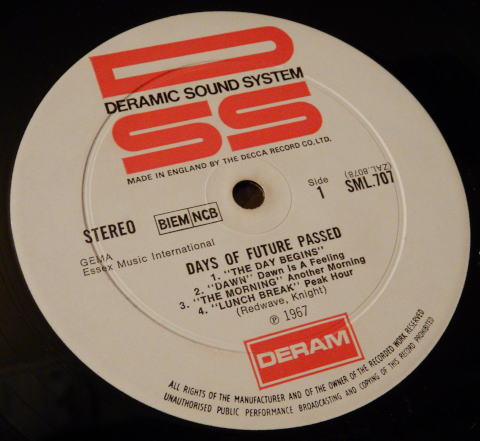 DSS
DERAMIC SOUND SYSTEM
MADE IN ENGLAND BY THE DECCA RECORD CO., LTD.
STEREO
BIEM NCB
Side
1
SML.707
(ZAL.8078)
GEMA
Essex Music International
DAYS OF FUTURE PASSED
1. "THE DAY BEGINS"
2. "DAWN" Dawn Is A Feeling
3. "THE MORNING" Another Morning
4. "LUNCH BREAK" Peak Hour
(Redwave, Knight)
℗ 1967
DERAM
ALL RIGHTS OF THE MANUFACTURER AND OF THE OWNER OF THE RECORDED WORK RESERVED
UNAUTHORISED PUBLIC PERFORMANCE BROADCASTING AND COPYING OF THIS RECORD PROHIBITED